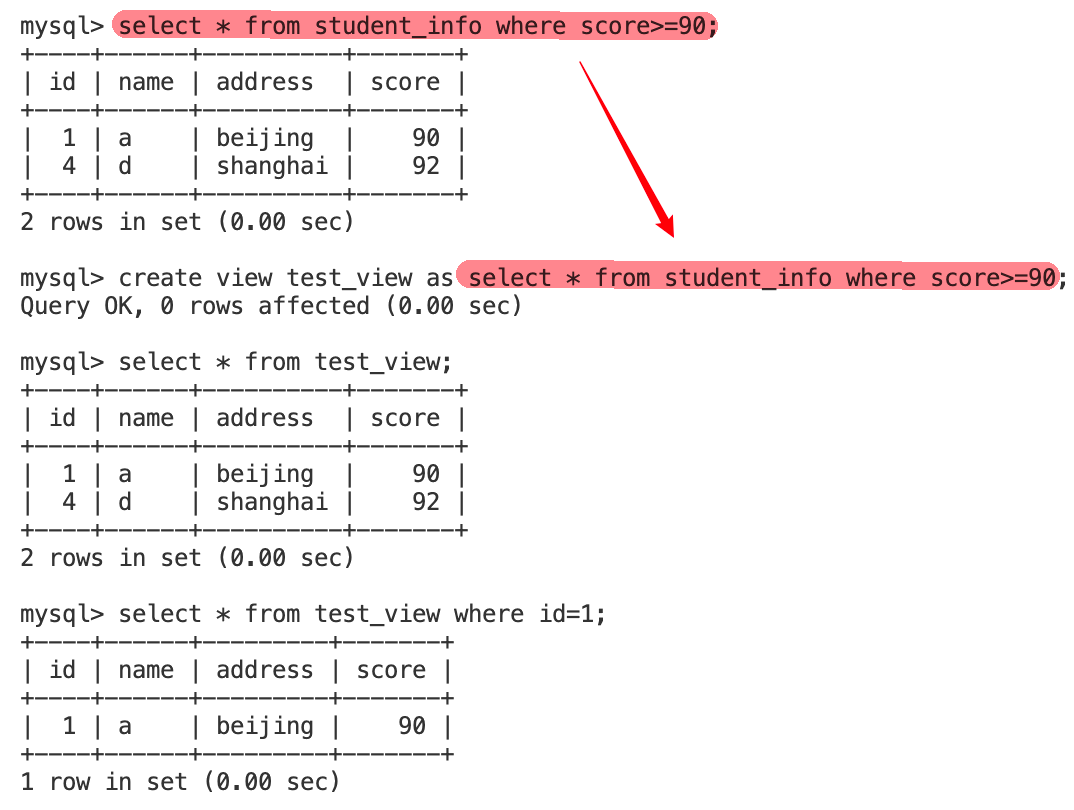 mysql> select * from student_info where score>=90;
+----+------+----------+-------+
| id | name | address  | score |
+----+------+----------+-------+
|  1 | a    | beijing  |    90 |
|  4 | d    | shanghai |    92 |
+----+------+----------+-------+
2 rows in set (0.00 sec)
mysql> create view test_view as select * from student_info where score>=90;
Query OK, 0 rows affected (0.00 sec)
mysql> select * from test_view;
+----+------+----------+-------+
| id | name | address  | score |
+----+------+----------+-------+
|  1 | a    | beijing  |    90 |
|  4 | d    | shanghai |    92 |
+----+------+----------+-------+
2 rows in set (0.00 sec)
mysql> select * from test_view where id=1;
+----+------+---------+-------+
| id | name | address | score |
+----+------+---------+-------+
|  1 | a    | beijing |    90 |
+----+------+---------+-------+
1 row in set (0.00 sec)